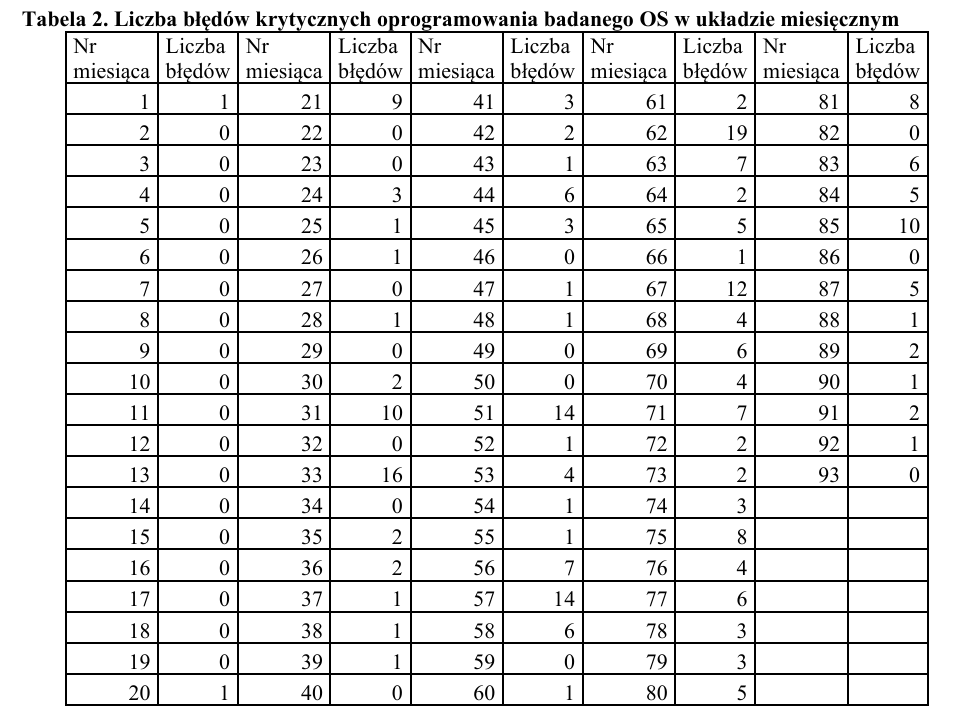 Tabela 2. Liczba błędów krytycznych oprogramowania badanego OS w układzie miesięcznym
Nr miesiąca Liczba błędów Nr miesiąca Liczba błędów Nr miesiąca Liczba błędów Nr miesiąca Liczba błędów Nr miesiąca Liczba błędów
1 1 21 9 41 3 61 2 81 8
2 0 22 0 42 2 62 19 82 0
3 0 23 0 43 1 63 7 83 6
4 0 24 3 44 6 64 2 84 5
5 0 25 1 45 3 65 5 85 10
6 0 26 1 46 0 66 1 86 0
7 0 27 0 47 1 67 12 87 5
8 0 28 1 48 1 68 4 88 1
9 0 29 0 49 0 69 6 89 2
10 0 30 2 50 0 70 4 90 1
11 0 31 10 51 14 71 7 91 2
12 0 32 0 52 1 72 2 92 1
13 0 33 16 53 4 73 2 93 0
14 0 34 0 54 1 74 3
15 0 35 2 55 1 75 8
16 0 36 2 56 7 76 4
17 0 37 1 57 14 77 6
18 0 38 1 58 6 78 3
19 0 39 1 59 0 79 3
20 1 40 0 60 1 80 5